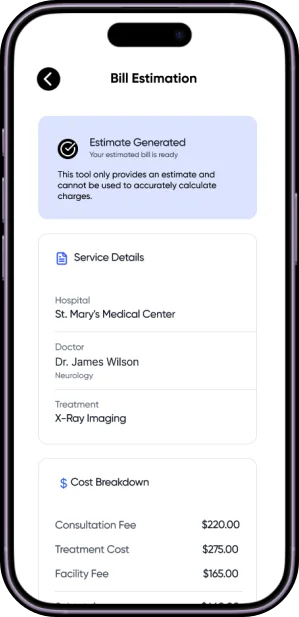 Bill Estimation
Estimate Generated
Your estimated bill is ready
This tool only provides an estimate and
cannot be used to accurately calculate
charges.
Service Details
Hospital
St. Mary's Medical Center
Doctor
Dr. James Wilson
Neurology
Treatment
X-Ray Imaging
$ Cost Breakdown
Consultation Fee $220.00
Treatment Cost $275.00
Facility Fee $165.00